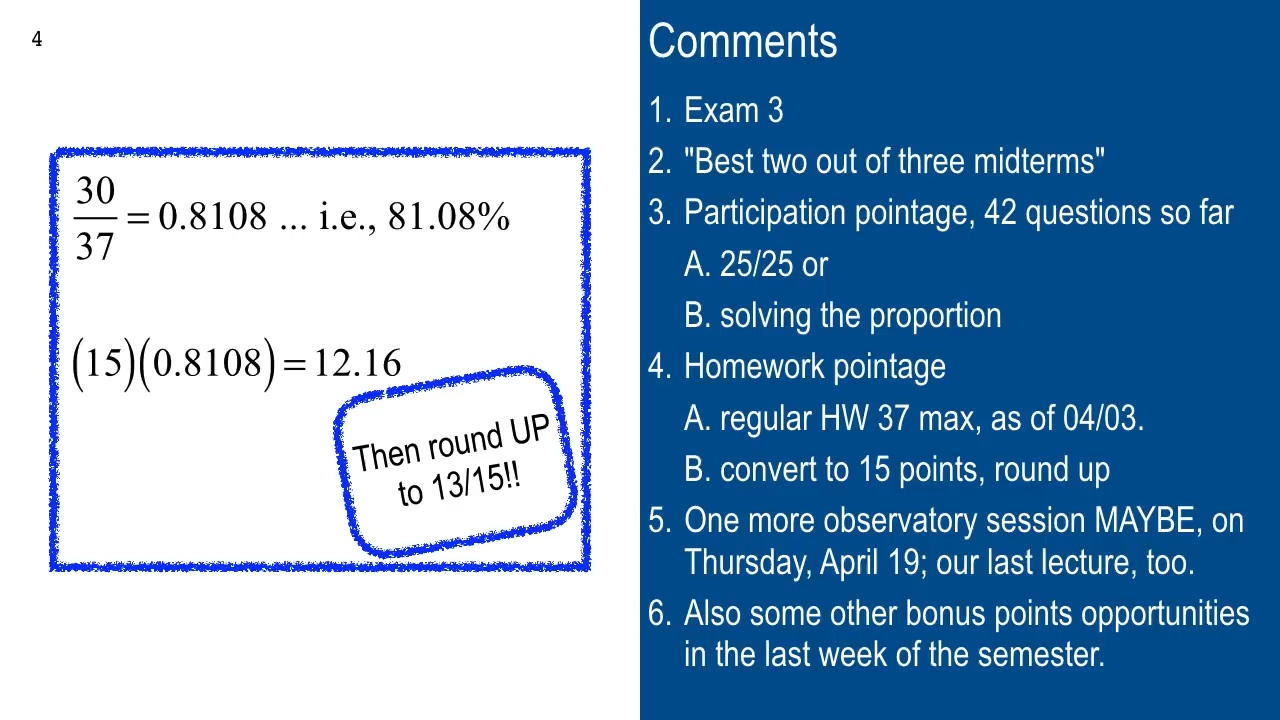 4
30
37
= 0.8108 ... i.e., 81.08%
(15)(0.8108) = 12.16
Then round UP
to 13/15!!
Comments
1. Exam 3
2. "Best two out of three midterms"
3. Participation pointage, 42 questions so far
A. 25/25 or
B. solving the proportion
4. Homework pointage
A. regular HW 37 max, as of 04/03.
B. convert to 15 points, round up
5. One more observatory session MAYBE, on
Thursday, April 19; our last lecture, too.
6. Also some other bonus points opportunities
in the last week of the semester.